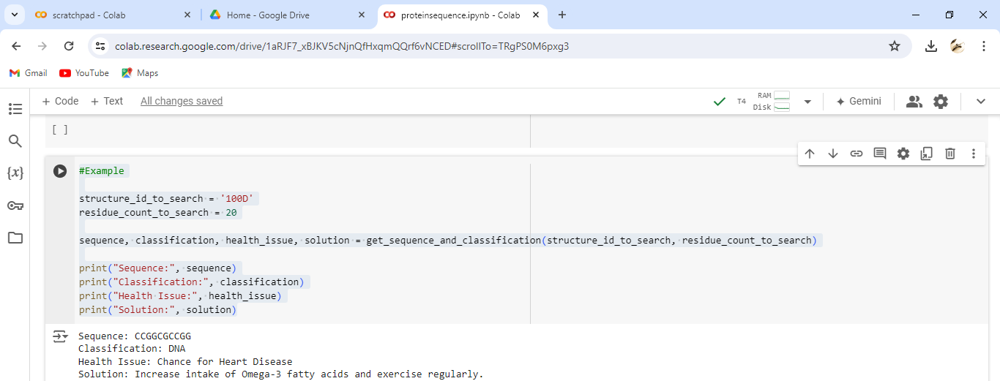 scratchpad - Colab
Home - Google Drive
proteinsequence.ipynb - Colab
colab.research.google.com/drive/1aRJF7_xBJKV5cNjnQfHxqmQQrf6vNCED#scrollTo=TRgPS0M6pxg3
Gmail YouTube Maps
+ Code + Text All changes saved T4 RAM Disk Gemini
[ ]
#Example
structure_id_to_search = '100D'
residue_count_to_search = 20
sequence, classification, health_issue, solution = get_sequence_and_classification(structure_id_to_search, residue_count_to_search)
print("Sequence:", sequence)
print("Classification:", classification)
print("Health Issue:", health_issue)
print("Solution:", solution)
Sequence: CCGGCGCCGG
Classification: DNA
Health Issue: Chance for Heart Disease
Solution: Increase intake of Omega-3 fatty acids and exercise regularly.